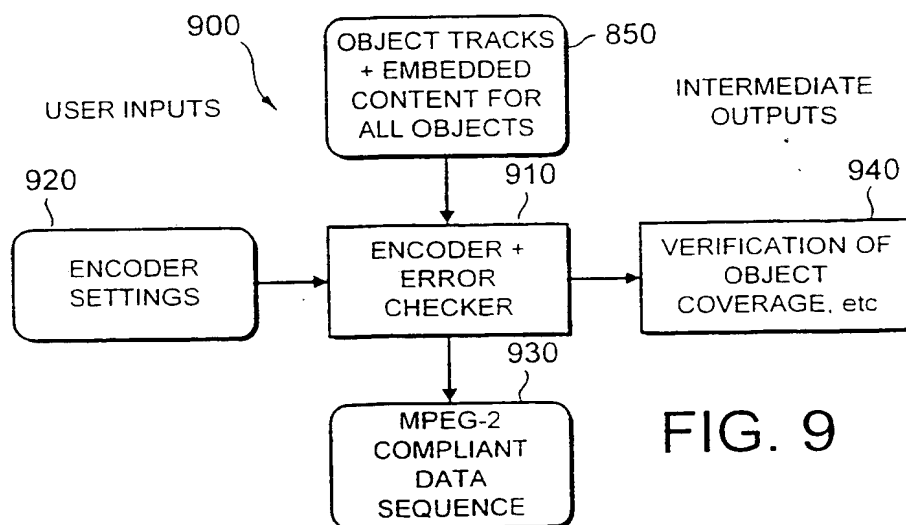 900
OBJECT TRACKS
+ EMBEDDED
CONTENT FOR
ALL OBJECTS
850
USER INPUTS
INTERMEDIATE
OUTPUTS
920
ENCODER
SETTINGS
910
ENCODER +
ERROR
CHECKER
940
VERIFICATION OF
OBJECT
COVERAGE, etc
930
MPEG-2
COMPLIANT
DATA
SEQUENCE
FIG. 9